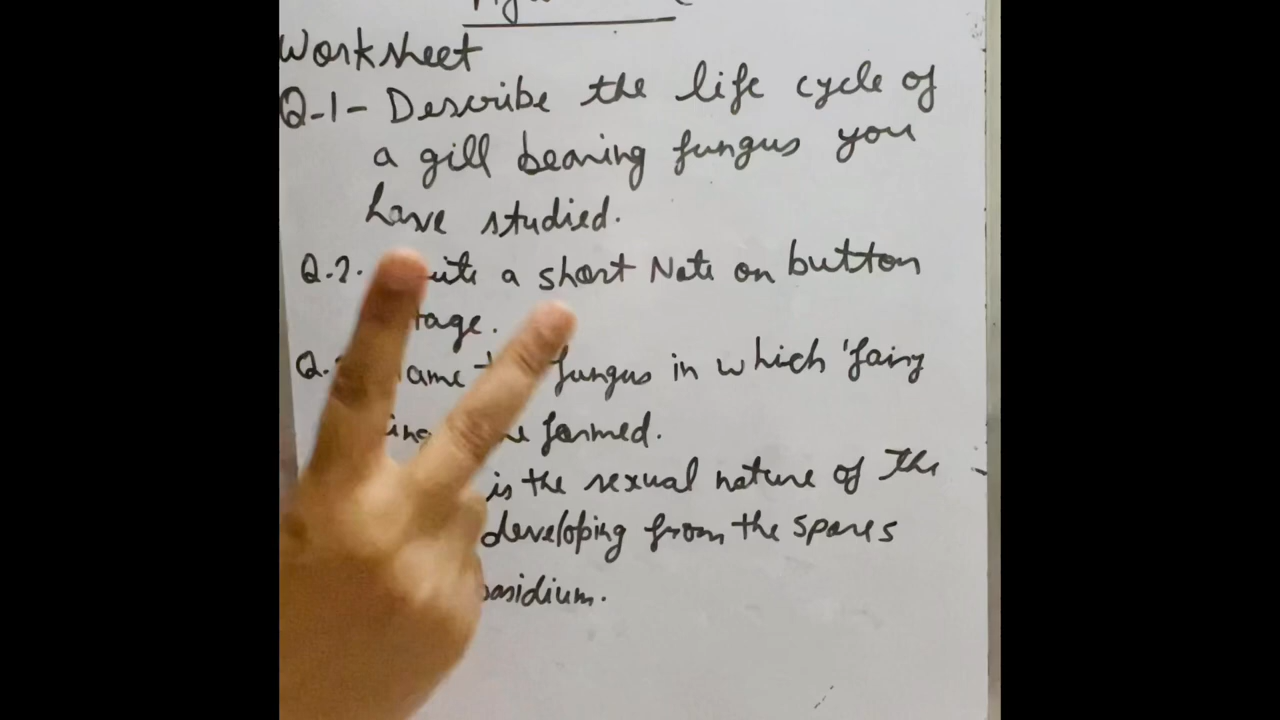 Worksheet
Q-1- Describe the life cycle of
a gill bearing fungus you
have studied.
Q.2. a short Note on button
Q. fungus in which 'fairy
formed.
is the sexual nature of the
developing from the spores